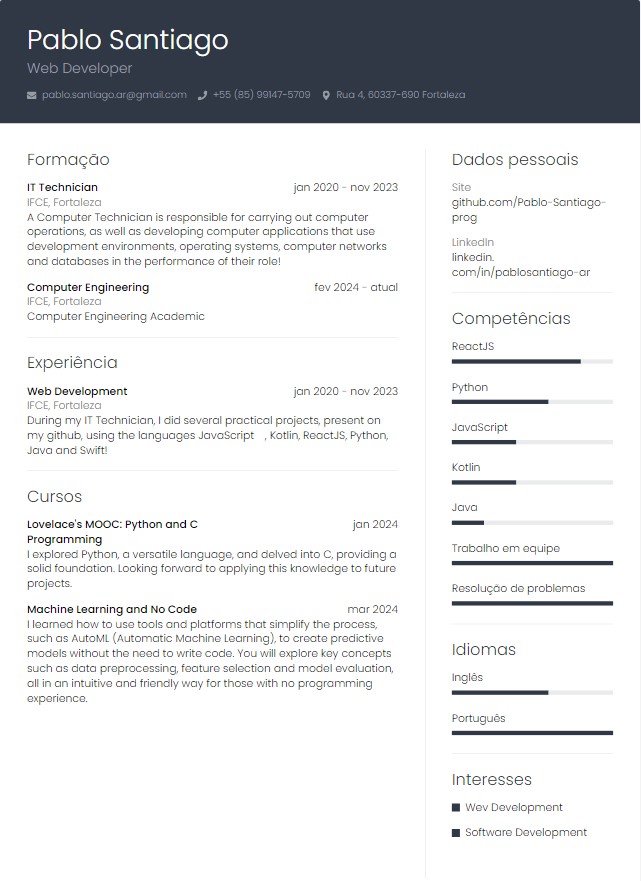 Pablo Santiago
Web Developer
pablo.santiago.ar@gmail.com +55 (85) 99147-5709 Rua 4, 60337-690 Fortaleza
Formação
IT Technician jan 2020 - nov 2023
IFCE, Fortaleza
A Computer Technician is responsible for carrying out computer
operations, as well as developing computer applications that use
development environments, operating systems, computer networks
and databases in the performance of their role!
Computer Engineering fev 2024 - atual
IFCE, Fortaleza
Computer Engineering Academic
Experiência
Web Development jan 2020 - nov 2023
IFCE, Fortaleza
During my IT Technician, I did several practical projects, present on
my github, using the languages JavaScript , Kotlin, ReactJS, Python,
Java and Swift!
Cursos
Lovelace's MOOC: Python and C jan 2024
Programming
I explored Python, a versatile language, and delved into C, providing a
solid foundation. Looking forward to applying this knowledge to future
projects.
Machine Learning and No Code mar 2024
I learned how to use tools and platforms that simplify the process,
such as AutoML (Automatic Machine Learning), to create predictive
models without the need to write code. You will explore key concepts
such as data preprocessing, feature selection and model evaluation,
all in an intuitive and friendly way for those with no programming
experience.
Dados pessoais
Site
github.com/Pablo-Santiago-
prog
LinkedIn
linkedin.
com/in/pablosantiago-ar
Competências
ReactJS
Python
JavaScript
Kotlin
Java
Trabalho em equipe
Resolução de problemas
Idiomas
Inglês
Português
Interesses
Wev Development
Software Development